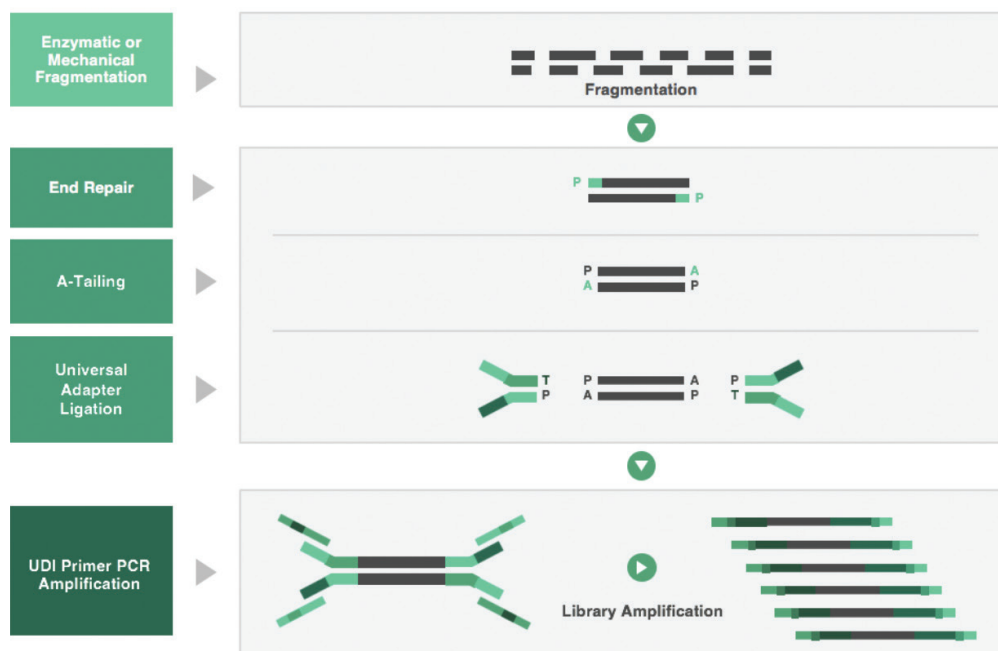 Enzymatic or
Mechanical
Fragmentation
Fragmentation
End Repair
P
P
A-Tailing
P A
A P
Universal
Adapter
Ligation
T P A P
P A P T
UDI Primer PCR
Amplification
Library Amplification